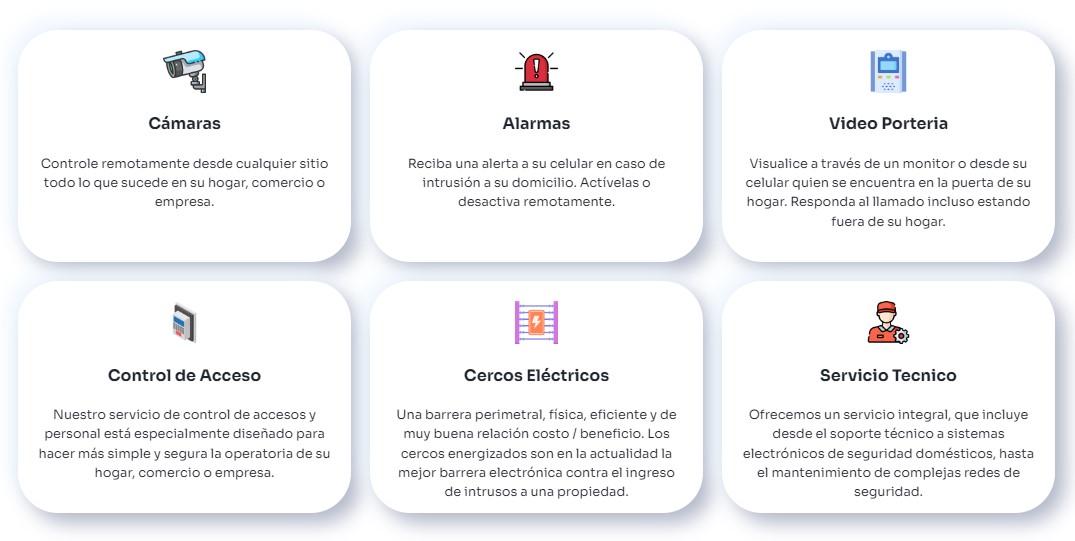 Cámaras
Controle remotamente desde cualquier sitio
todo lo que sucede en su hogar, comercio o
empresa.
Alarmas
Reciba una alerta a su celular en caso de
intrusión a su domicilio. Actívelas o
desactiva remotamente.
Video Porteria
Visualice a través de un monitor o desde su
celular quien se encuentra en la puerta de su
hogar. Responda al llamado incluso estando
fuera de su hogar.
Control de Acceso
Nuestro servicio de control de accesos y
personal está especialmente diseñado para
hacer más simple y segura la operatoria de su
hogar, comercio o empresa.
Cercos Eléctricos
Una barrera perimetral, física, eficiente y de
muy buena relación costo / beneficio. Los
cercos energizados son en la actualidad la
mejor barrera electrónica contra el ingreso
de intrusos a una propiedad.
Servicio Tecnico
Ofrecemos un servicio integral, que incluye
desde el soporte técnico a sistemas
electrónicos de seguridad domésticos, hasta
el mantenimiento de complejas redes de
seguridad.